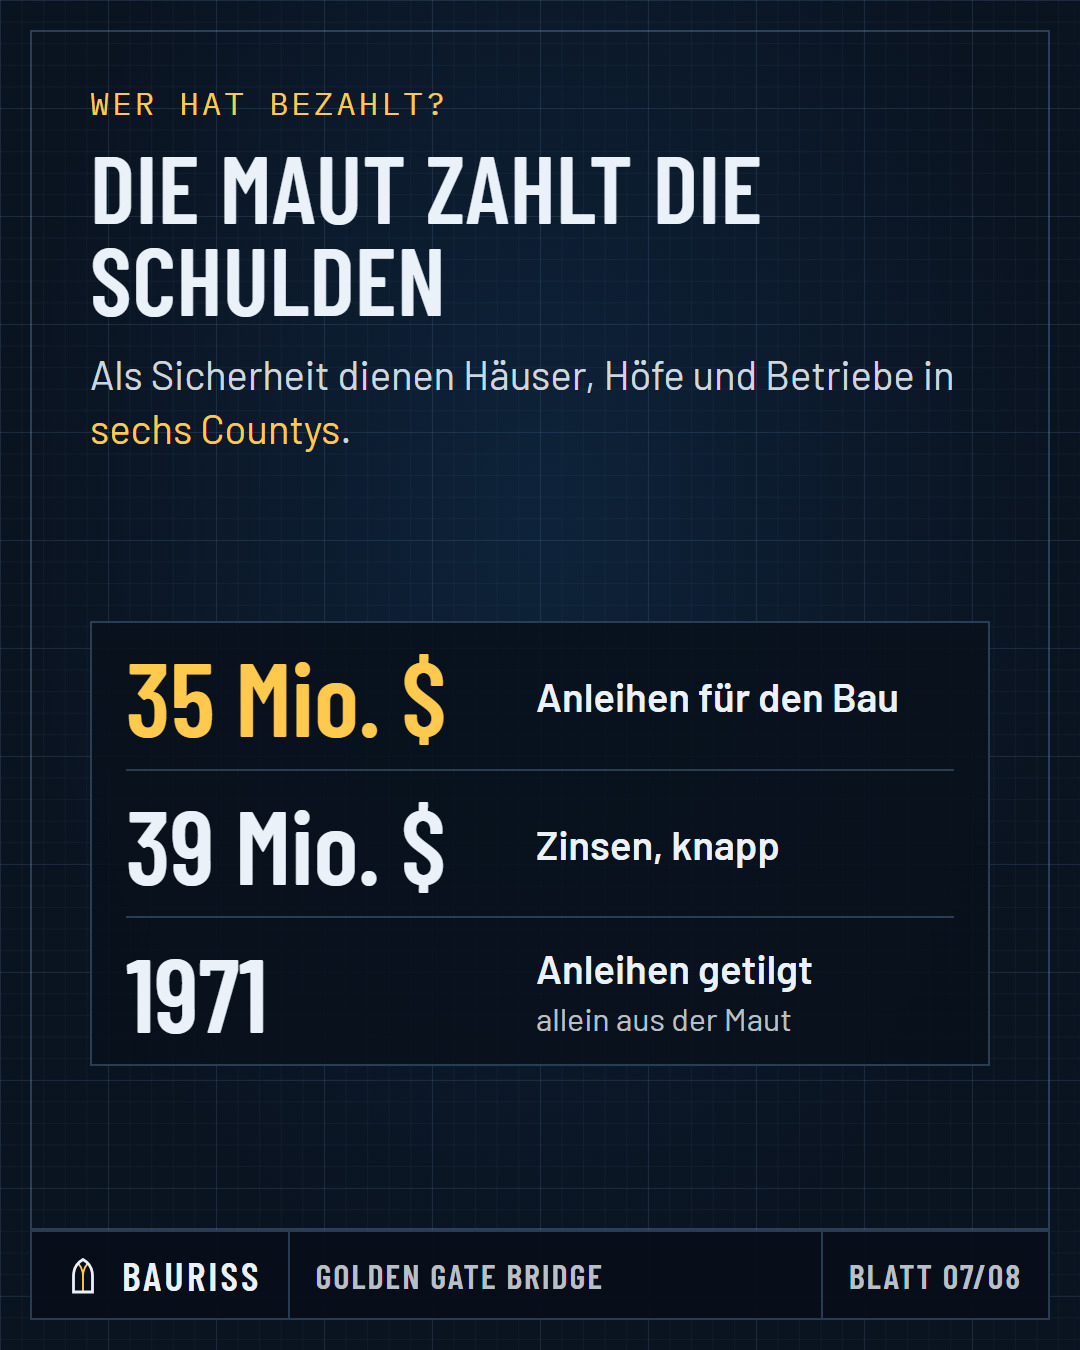 WER HAT BEZAHLT?
DIE MAUT ZAHLT DIE
SCHULDEN
Als Sicherheit dienen Häuser, Höfe und Betriebe in
sechs Countys.
35 Mio. $
Anleihen für den Bau
39 Mio. $
Zinsen, knapp
1971
Anleihen getilgt
allein aus der Maut
BAURISS
GOLDEN GATE BRIDGE
BLATT 07/08